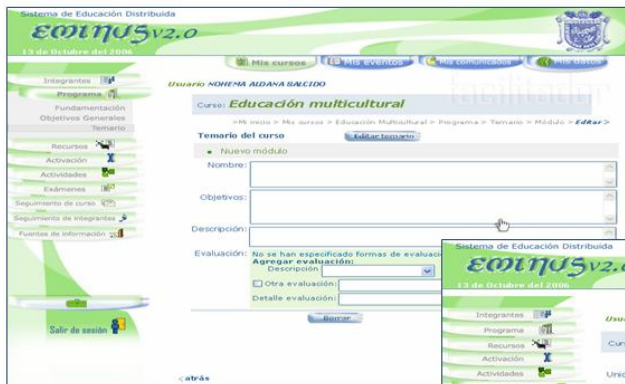 Sistema de Educación Distribuida
eminus v2.0
13 de Octubre del 2006
Mis cursos
Mis eventos
Mis comunicados
Mis datos
Integrantes
Programa
Fundamentación
Objetivos Generales
Temario
Recursos
Activación
Actividades
Exámenes
Seguimiento de curso
Seguimiento de integrantes
Fuentes de información
Salir de sesión
Usuario NOHEMA ALDANA SALCIDO
facilitador
Curso: Educación multicultural
>Mi inicio > Mis cursos > Educación Multicultural > Programa > Temario > Módulo > Editar>
Temario del curso
Editar temario
Nuevo módulo
Nombre:
Objetivos:
Descripción:
Evaluación:
No se han especificado formas de evaluaci
Agregar evaluación:
Descripción
Otra evaluación:
Detalle evaluación:
Borrar
<atrás
Sistema de Educación Distribuida
eminus v2.
13 de Octubre del 2006
Integrantes
Programa
Recursos
Activación
Actividades
Usu
Cur
Unid